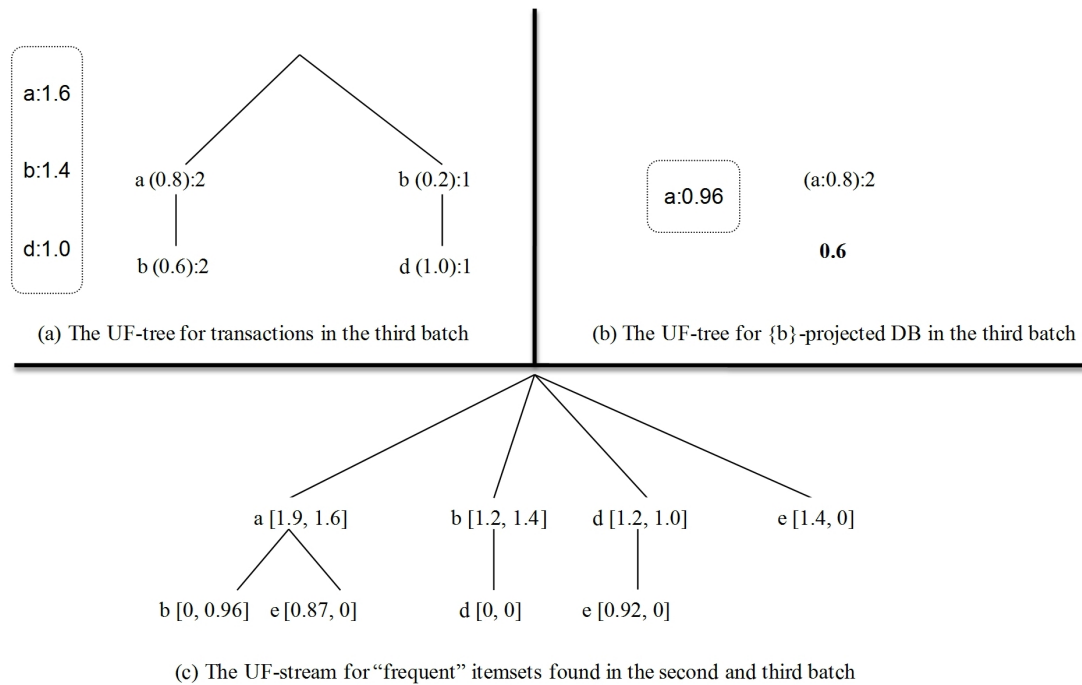 a:1.6
b:1.4
d:1.0
a (0.8):2
b (0.2):1
b (0.6):2
d (1.0):1
(a) The UF-tree for transactions in the third batch
a:0.96
(a:0.8):2
0.6
(b) The UF-tree for {b}-projected DB in the third batch
a [1.9, 1.6]
b [1.2, 1.4]
d [1.2, 1.0]
e [1.4, 0]
b [0, 0.96]
e [0.87, 0]
d [0, 0]
e [0.92, 0]
(c) The UF-stream for “frequent” itemsets found in the second and third batch